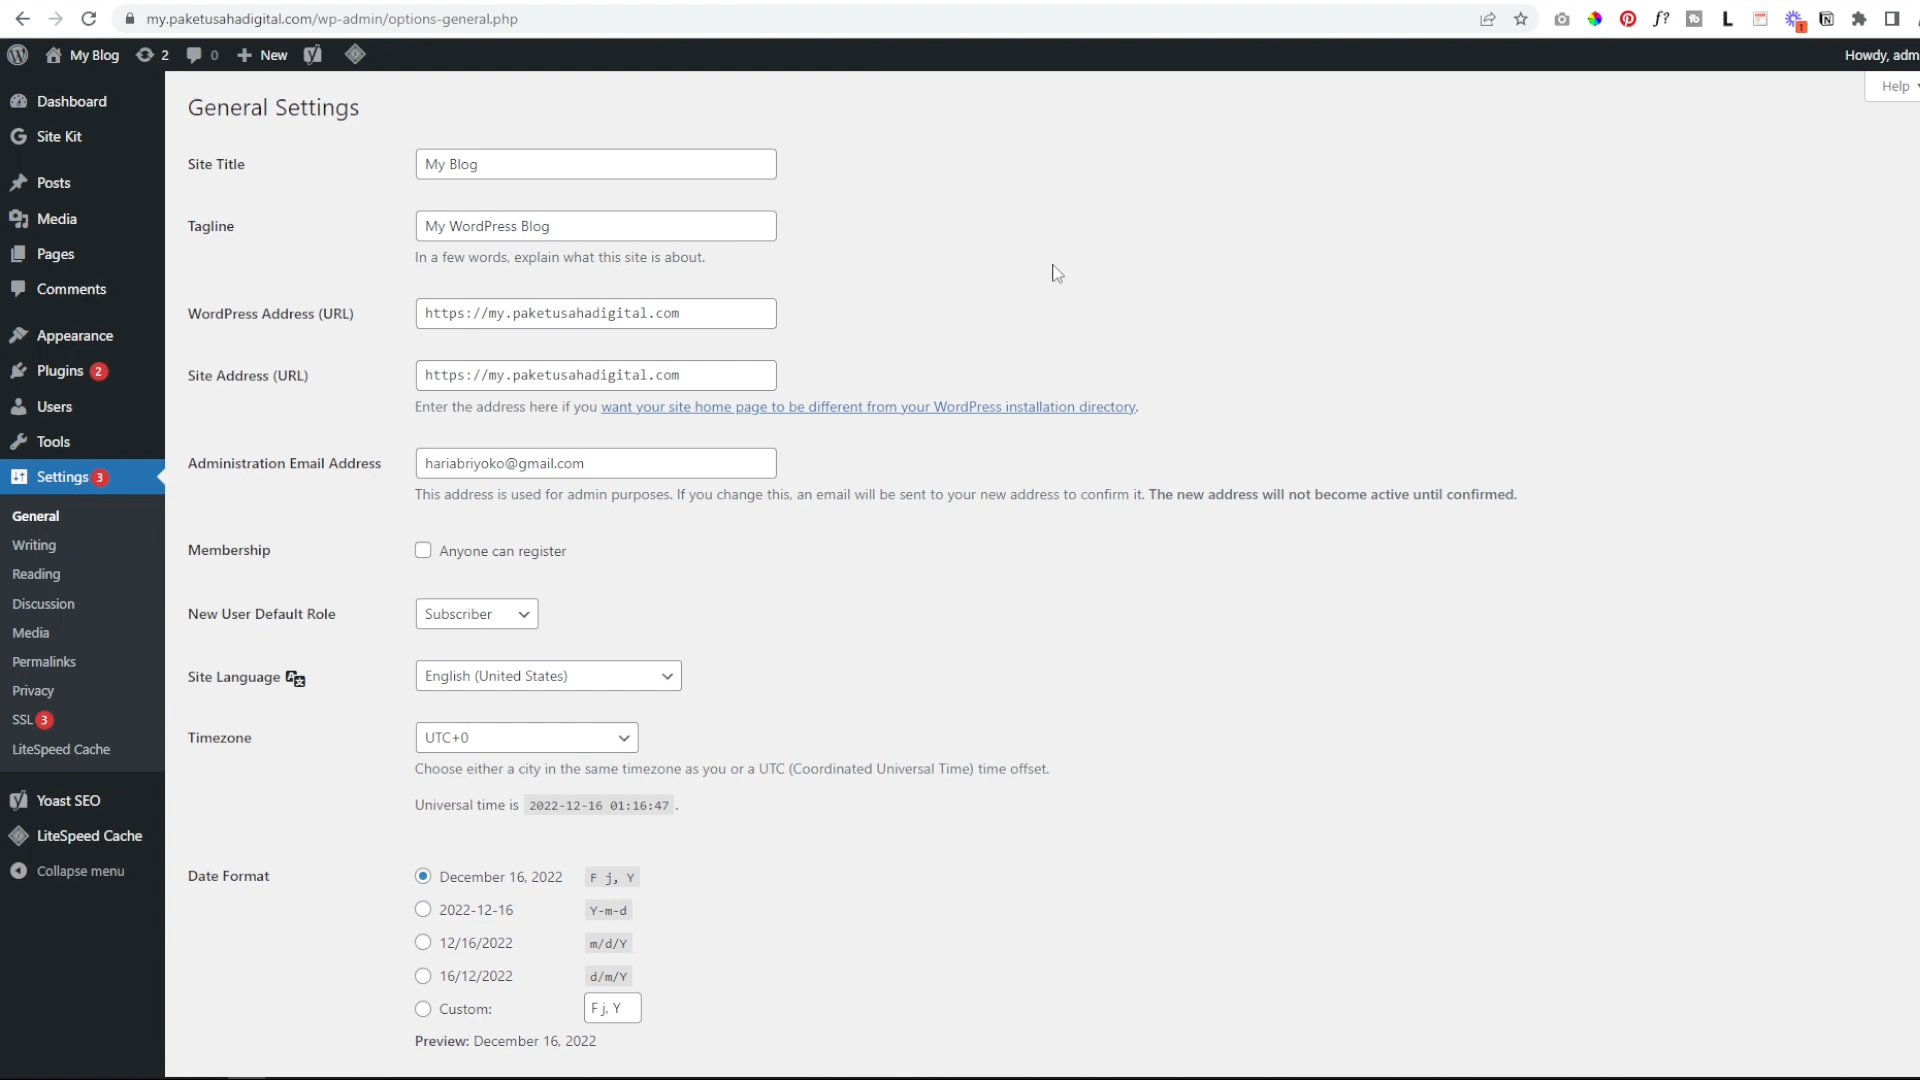 my.paketusahadigital.com/wp-admin/options-general.php
My Blog 2 0 New
Howdy, adm
Help
Dashboard
Site Kit
Posts
Media
Pages
Comments
Appearance
Plugins 2
Users
Tools
Settings 3
General
Writing
Reading
Discussion
Media
Permalinks
Privacy
SSL 3
LiteSpeed Cache
Yoast SEO
LiteSpeed Cache
Collapse menu
General Settings
Site Title My Blog
Tagline My WordPress Blog
In a few words, explain what this site is about.
WordPress Address (URL) https://my.paketusahadigital.com
Site Address (URL) https://my.paketusahadigital.com
Enter the address here if you want your site home page to be different from your WordPress installation directory.
Administration Email Address hariabriyoko@gmail.com
This address is used for admin purposes. If you change this, an email will be sent to your new address to confirm it. The new address will not become active until confirmed.
Membership Anyone can register
New User Default Role Subscriber
Site Language English (United States)
Timezone UTC+0
Choose either a city in the same timezone as you or a UTC (Coordinated Universal Time) time offset.
Universal time is 2022-12-16 01:16:47 .
Date Format December 16, 2022 F j, Y
2022-12-16 Y-m-d
12/16/2022 m/d/Y
16/12/2022 d/m/Y
Custom: F j, Y
Preview: December 16, 2022